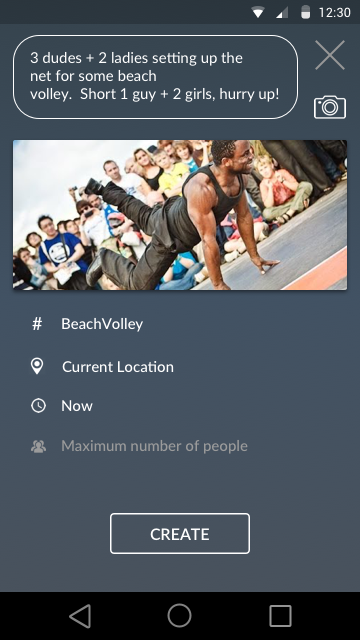 12:30
3 dudes + 2 ladies setting up the
net for some beach
volley.  Short 1 guy + 2 girls, hurry up!
# BeachVolley
Current Location
Now
Maximum number of people
CREATE